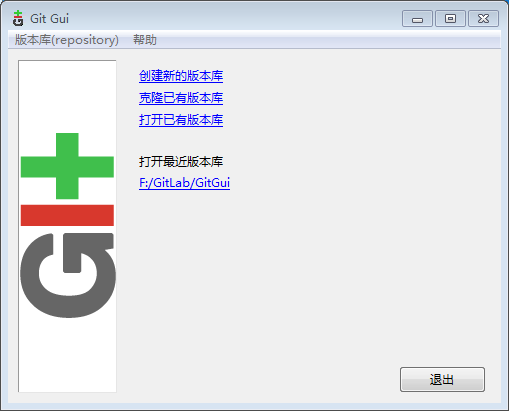 Git Gui
版本库(repository) 帮助
创建新的版本库
克隆已有版本库
打开已有版本库
打开最近版本库
F:/GitLab/GitGui
GIt
退出